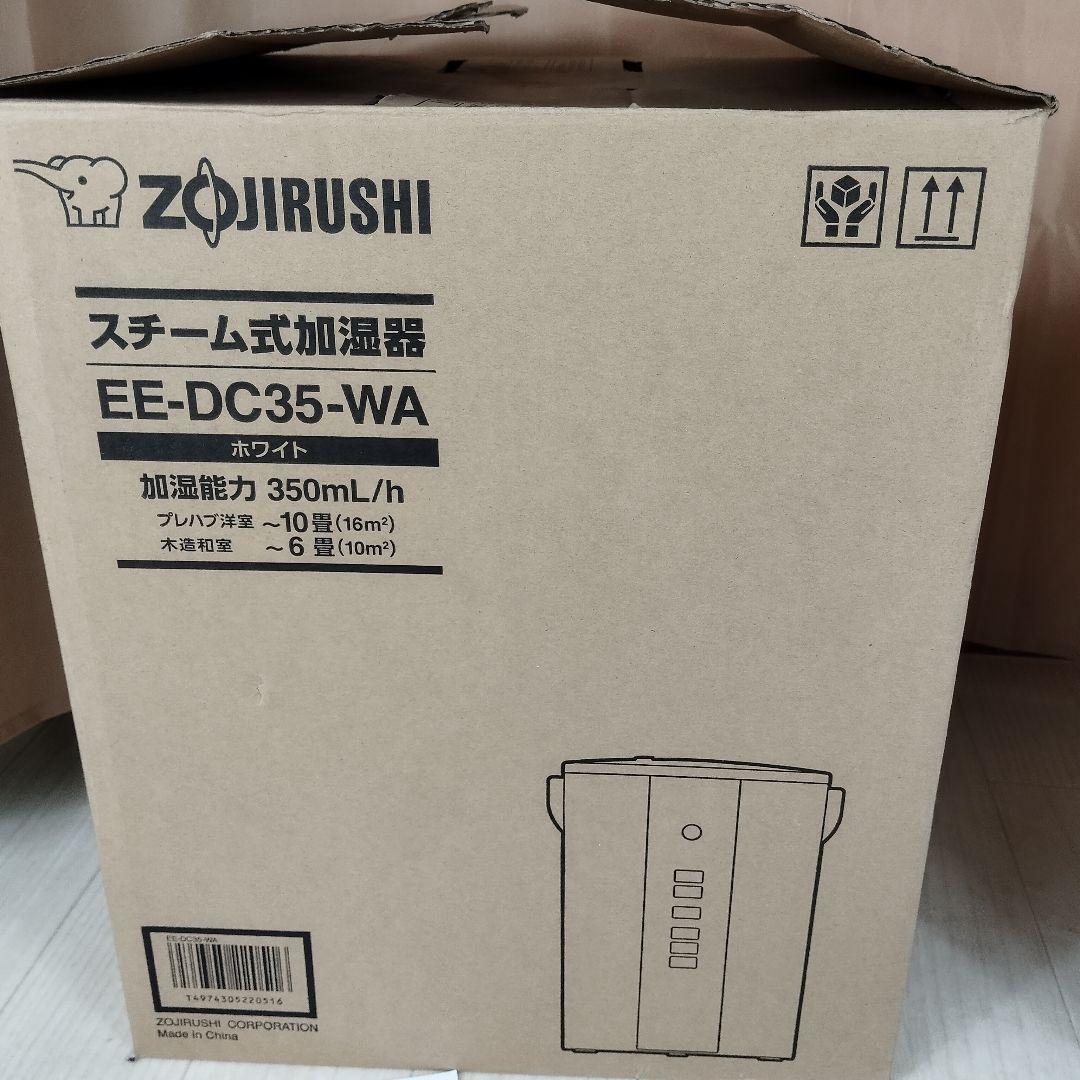 ZOJIRUSHI
スチーム式加湿器
EE-DC35-WA
ホワイト
加湿能力 350mL/h
プレハブ洋室 ～10畳(16m²)
木造和室 ～6畳(10m²)
EE-DC35-WA
T4974305220516
ZOJIRUSHI CORPORATION
Made in China